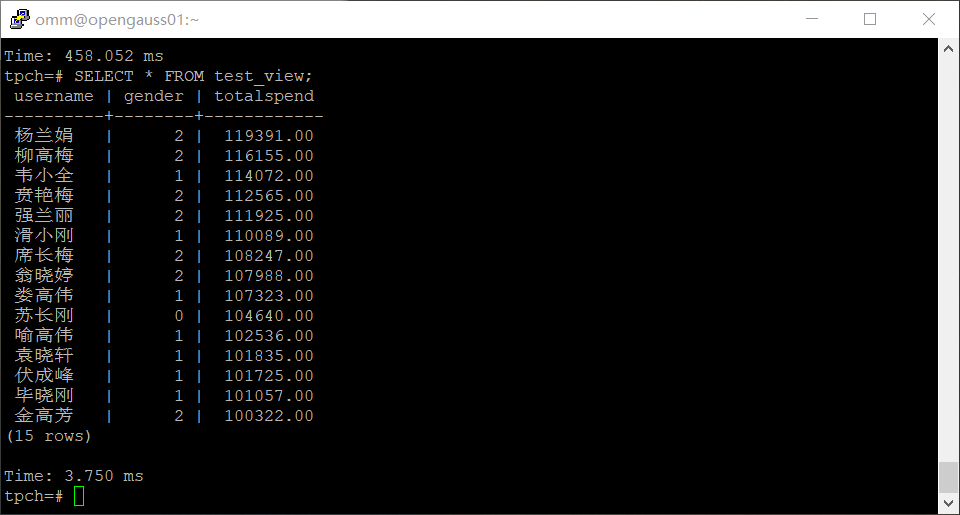 omm@opengauss01:~
Time: 458.052 ms
tpch=# SELECT * FROM test_view;
 username | gender | totalspend
----------+--------+------------
 杨兰娟   |      2 |  119391.00
 柳高梅   |      2 |  116155.00
 韦小全   |      1 |  114072.00
 贲艳梅   |      2 |  112565.00
 强兰丽   |      2 |  111925.00
 滑小刚   |      1 |  110089.00
 席长梅   |      2 |  108247.00
 翁晓婷   |      2 |  107988.00
 娄高伟   |      1 |  107323.00
 苏长刚   |      0 |  104640.00
 喻高伟   |      1 |  102536.00
 袁晓轩   |      1 |  101835.00
 伏成峰   |      1 |  101725.00
 毕晓刚   |      1 |  101057.00
 金高芳   |      2 |  100322.00
(15 rows)
Time: 3.750 ms
tpch=#